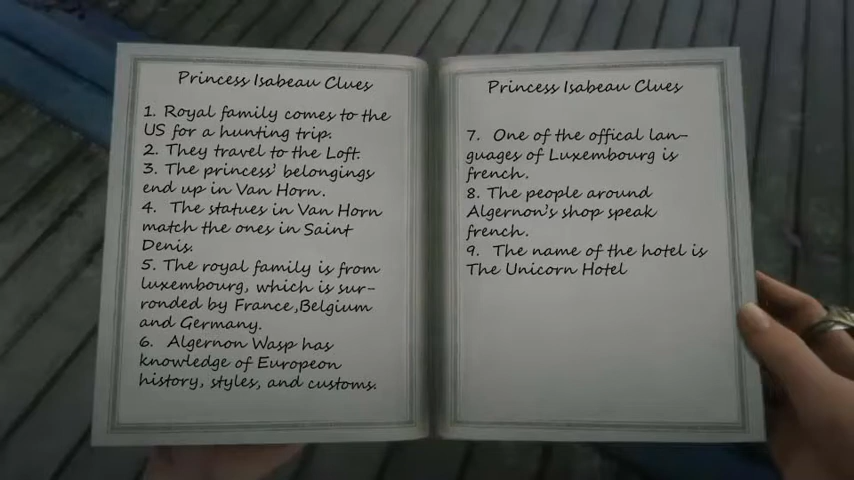 Princess Isabeau Clues
1. Royal family comes to the
US for a hunting trip.
2. They travel to the Loft.
3. The princess' belongings
end up in Van Horn.
4. The statues in Van Horn
match the ones in Saint
Denis.
5. The royal family is from
luxembourg, which is sur-
ronded by France,Belgium
and Germany.
6. Algernon Wasp has
knowledge of Europeon
history, styles, and customs.
Princess Isabeau Clues
7. One of the offical lan-
guages of Luxembourg is
french.
8. The people around
Algernon's shop speak
french.
9. The name of the hotel is
The Unicorn Hotel